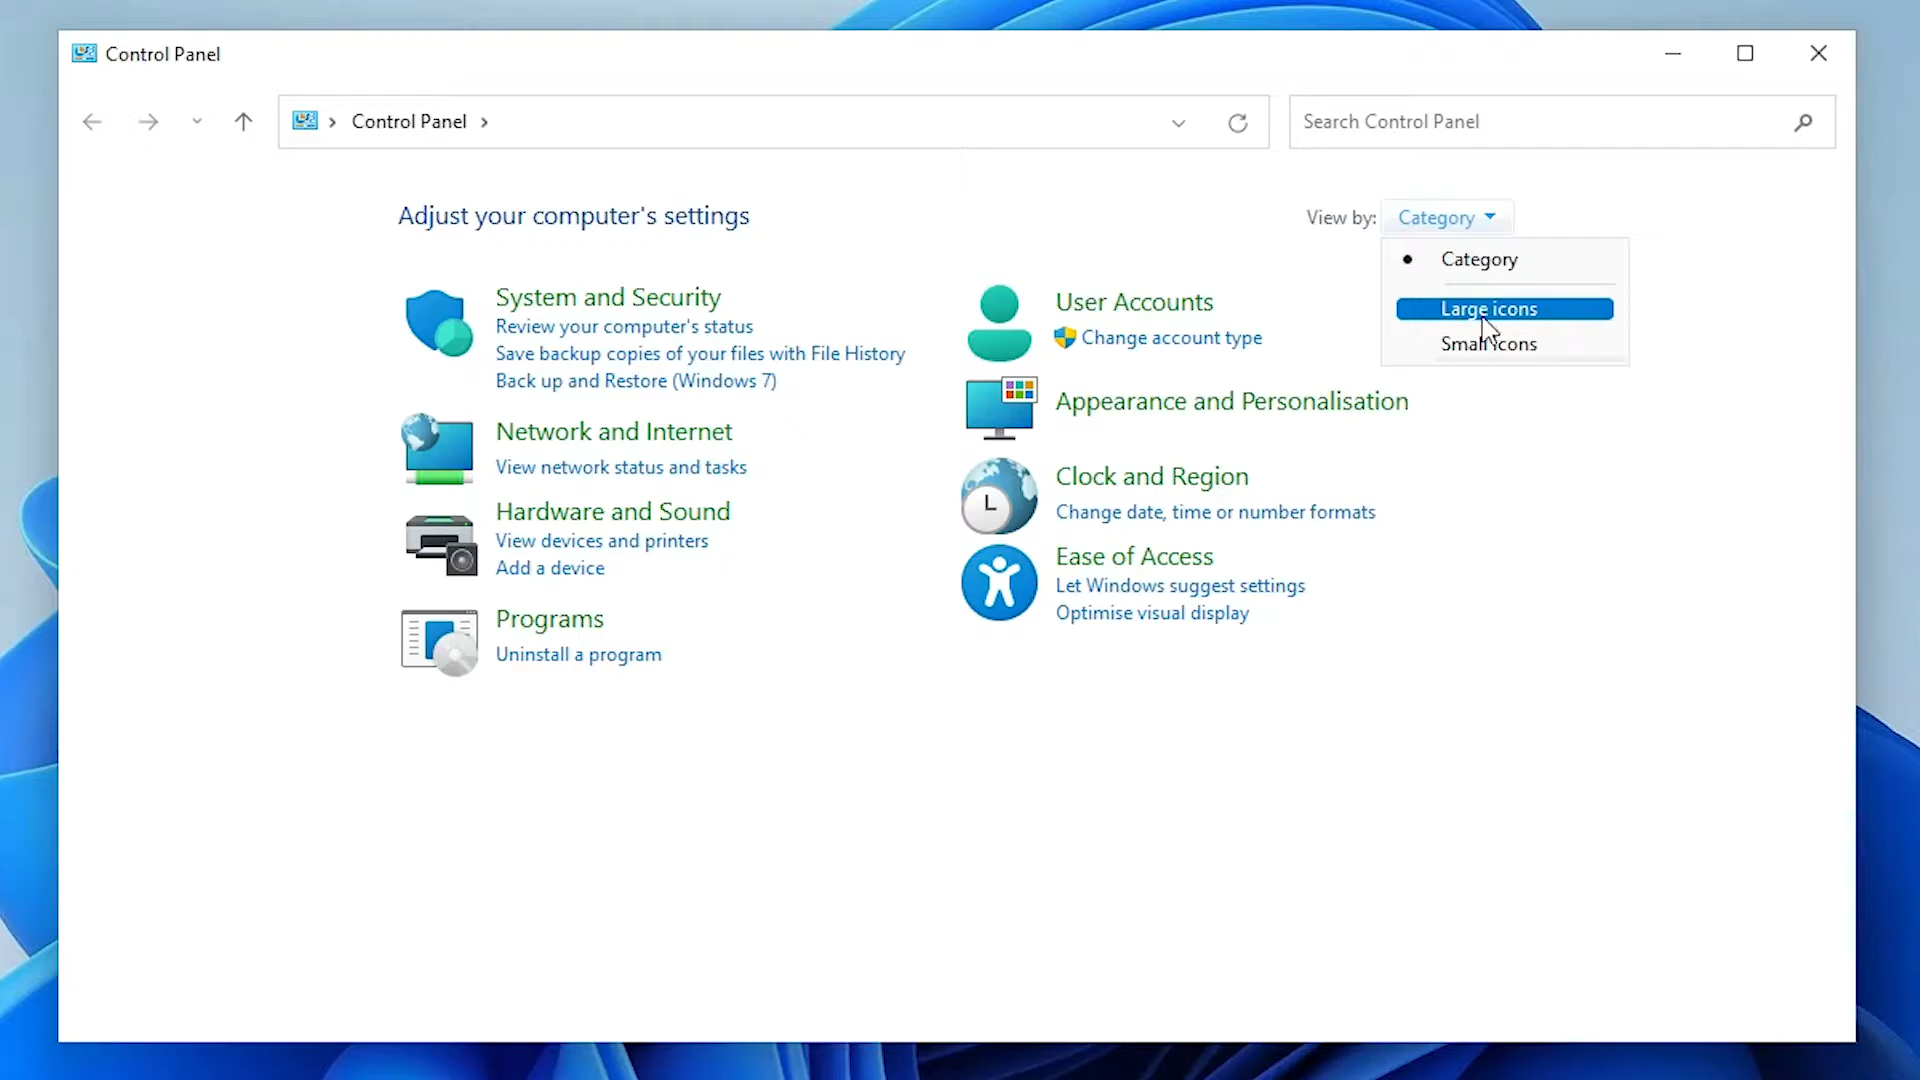 Control Panel
Control Panel
Search Control Panel
Adjust your computer's settings
View by: Category
Category
Large icons
Small icons
System and Security
Review your computer's status
Save backup copies of your files with File History
Back up and Restore (Windows 7)
Network and Internet
View network status and tasks
Hardware and Sound
View devices and printers
Add a device
Programs
Uninstall a program
User Accounts
Change account type
Appearance and Personalisation
Clock and Region
Change date, time or number formats
Ease of Access
Let Windows suggest settings
Optimise visual display